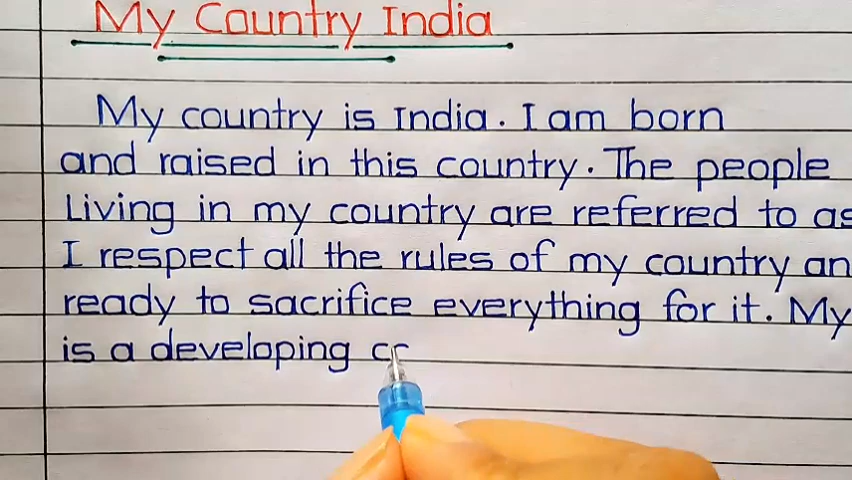 My Country India
My country is India. I am born
and raised in this country. The people
Living in my country are referred to as
I respect all the rules of my country an
ready to sacrifice everything for it. My
is a developing co